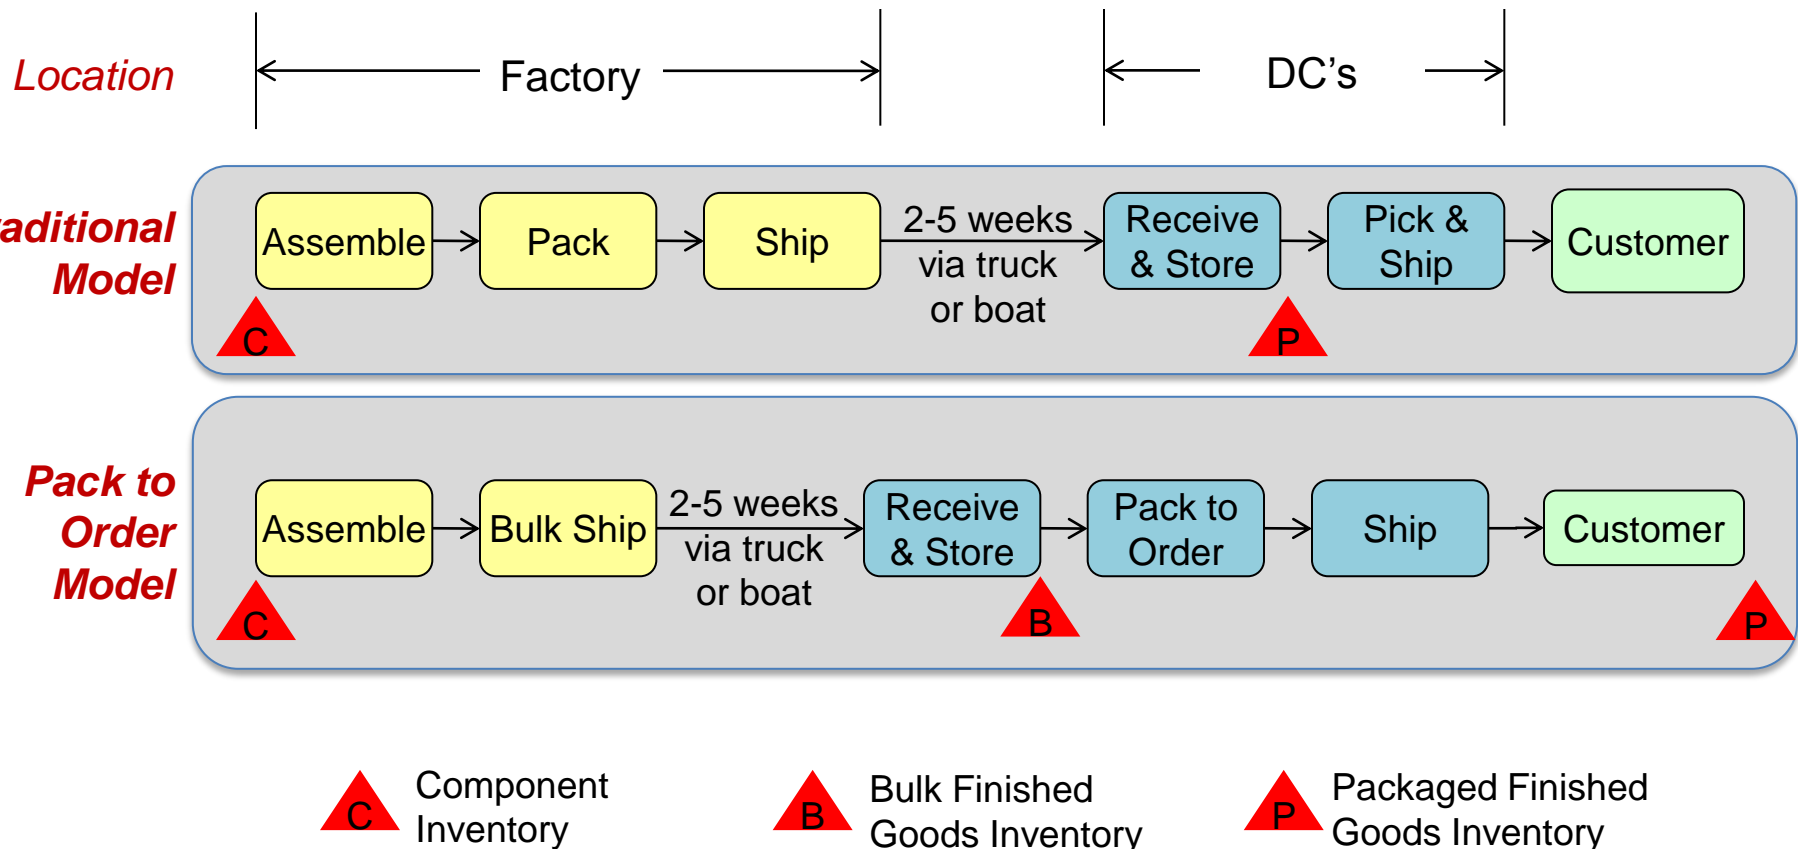 Location
Factory
DC's
raditional
Model
Assemble
Pack
Ship
2-5 weeks
via truck
or boat
Receive
& Store
Pick &
Ship
Customer
C
P
Pack to
Order
Model
Assemble
Bulk Ship
2-5 weeks
via truck
or boat
Receive
& Store
Pack to
Order
Ship
Customer
C
B
P
C
Component
Inventory
B
Bulk Finished
Goods Inventory
P
Packaged Finished
Goods Inventory